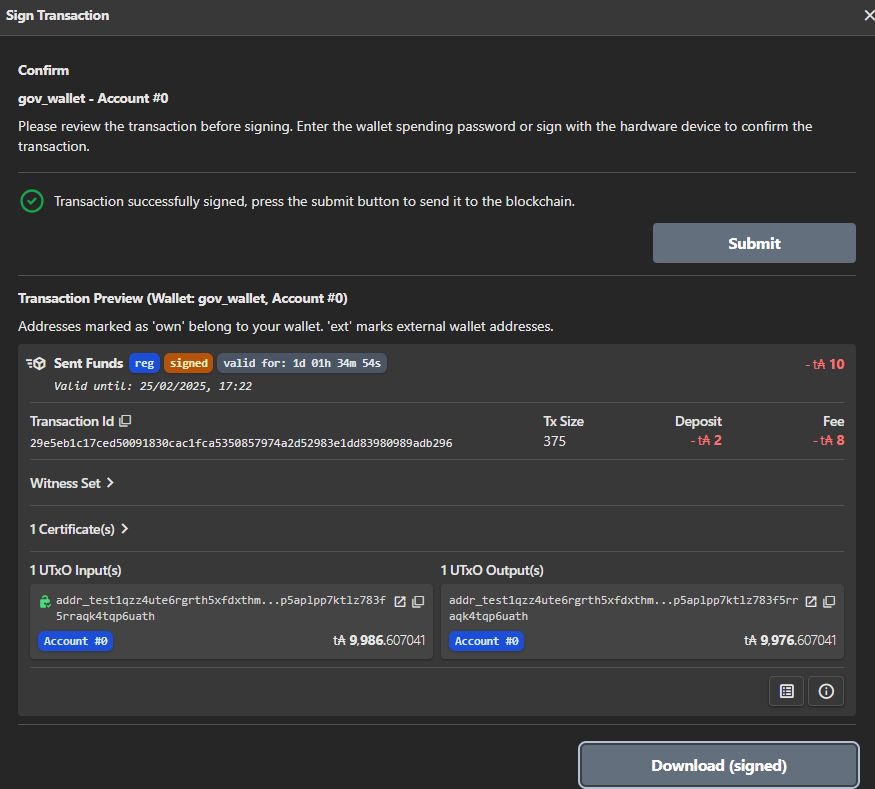 Sign Transaction
Confirm
gov_wallet - Account #0
Please review the transaction before signing. Enter the wallet spending password or sign with the hardware device to confirm the
transaction.
Transaction successfully signed, press the submit button to send it to the blockchain.
Submit
Transaction Preview (Wallet: gov_wallet, Account #0)
Addresses marked as 'own' belong to your wallet. 'ext' marks external wallet addresses.
Sent Funds reg signed valid for: 1d 01h 34m 54s - t₳ 10
Valid until: 25/02/2025, 17:22
Transaction Id Tx Size Deposit Fee
29e5eb1c17ced50091830cac1fca5350857974a2d52983e1dd83980989adb296 375 - t₳ 2 - t₳ 8
Witness Set
1 Certificate(s)
1 UTxO Input(s) 1 UTxO Output(s)
addr_test1qzz4ute6rgrth5xfdxthm...p5aplpp7ktlz783f addr_test1qzz4ute6rgrth5xfdxthm...p5aplpp7ktlz783f5rr
5rraqk4tqp6uath aqk4tqp6uath
Account #0 t₳ 9,986.607041 Account #0 t₳ 9,976.607041
Download (signed)